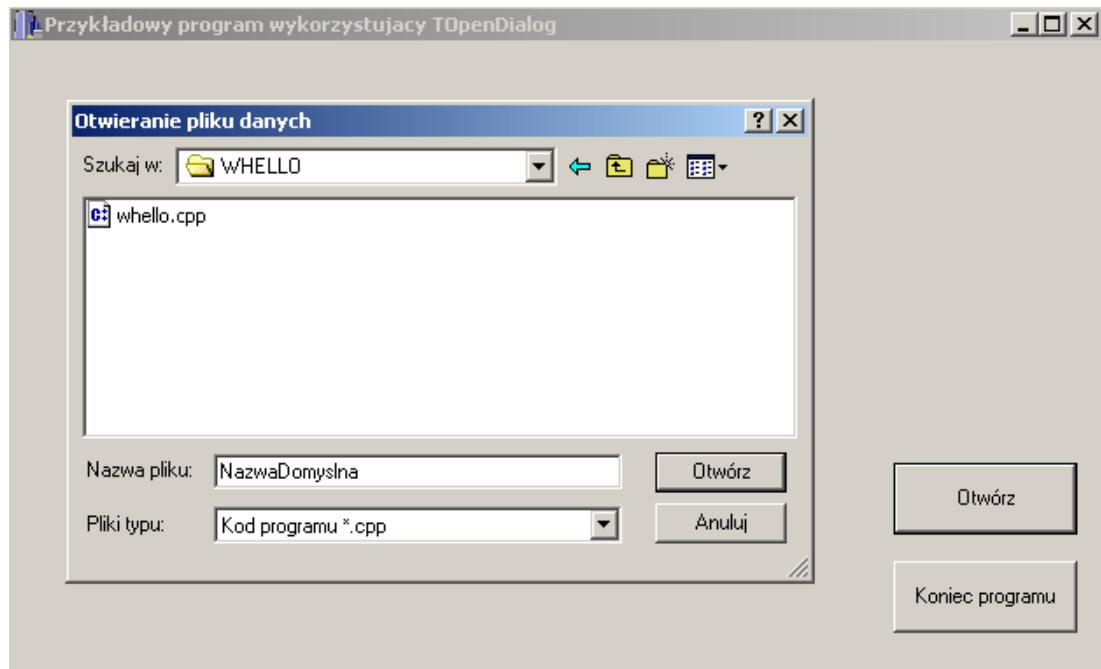 Przykładowy program wykorzystujacy TOpenDialog
Otwieranie pliku danych
Szukaj w: WHELLO
whello.cpp
Nazwa pliku: NazwaDomyslna Otwórz
Pliki typu: Kod programu *.cpp Anuluj
Otwórz
Koniec programu